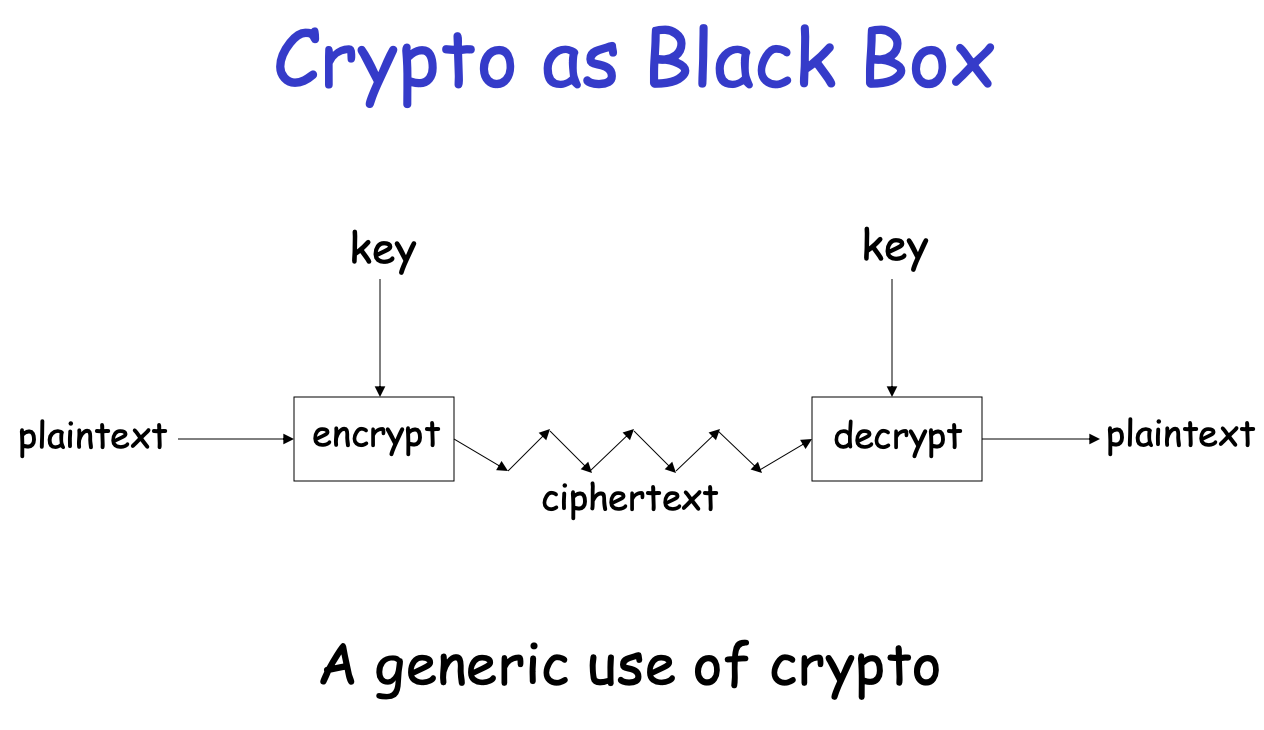 Crypto as Black Box
key
key
plaintext
encrypt
decrypt
plaintext
ciphertext
A generic use of crypto